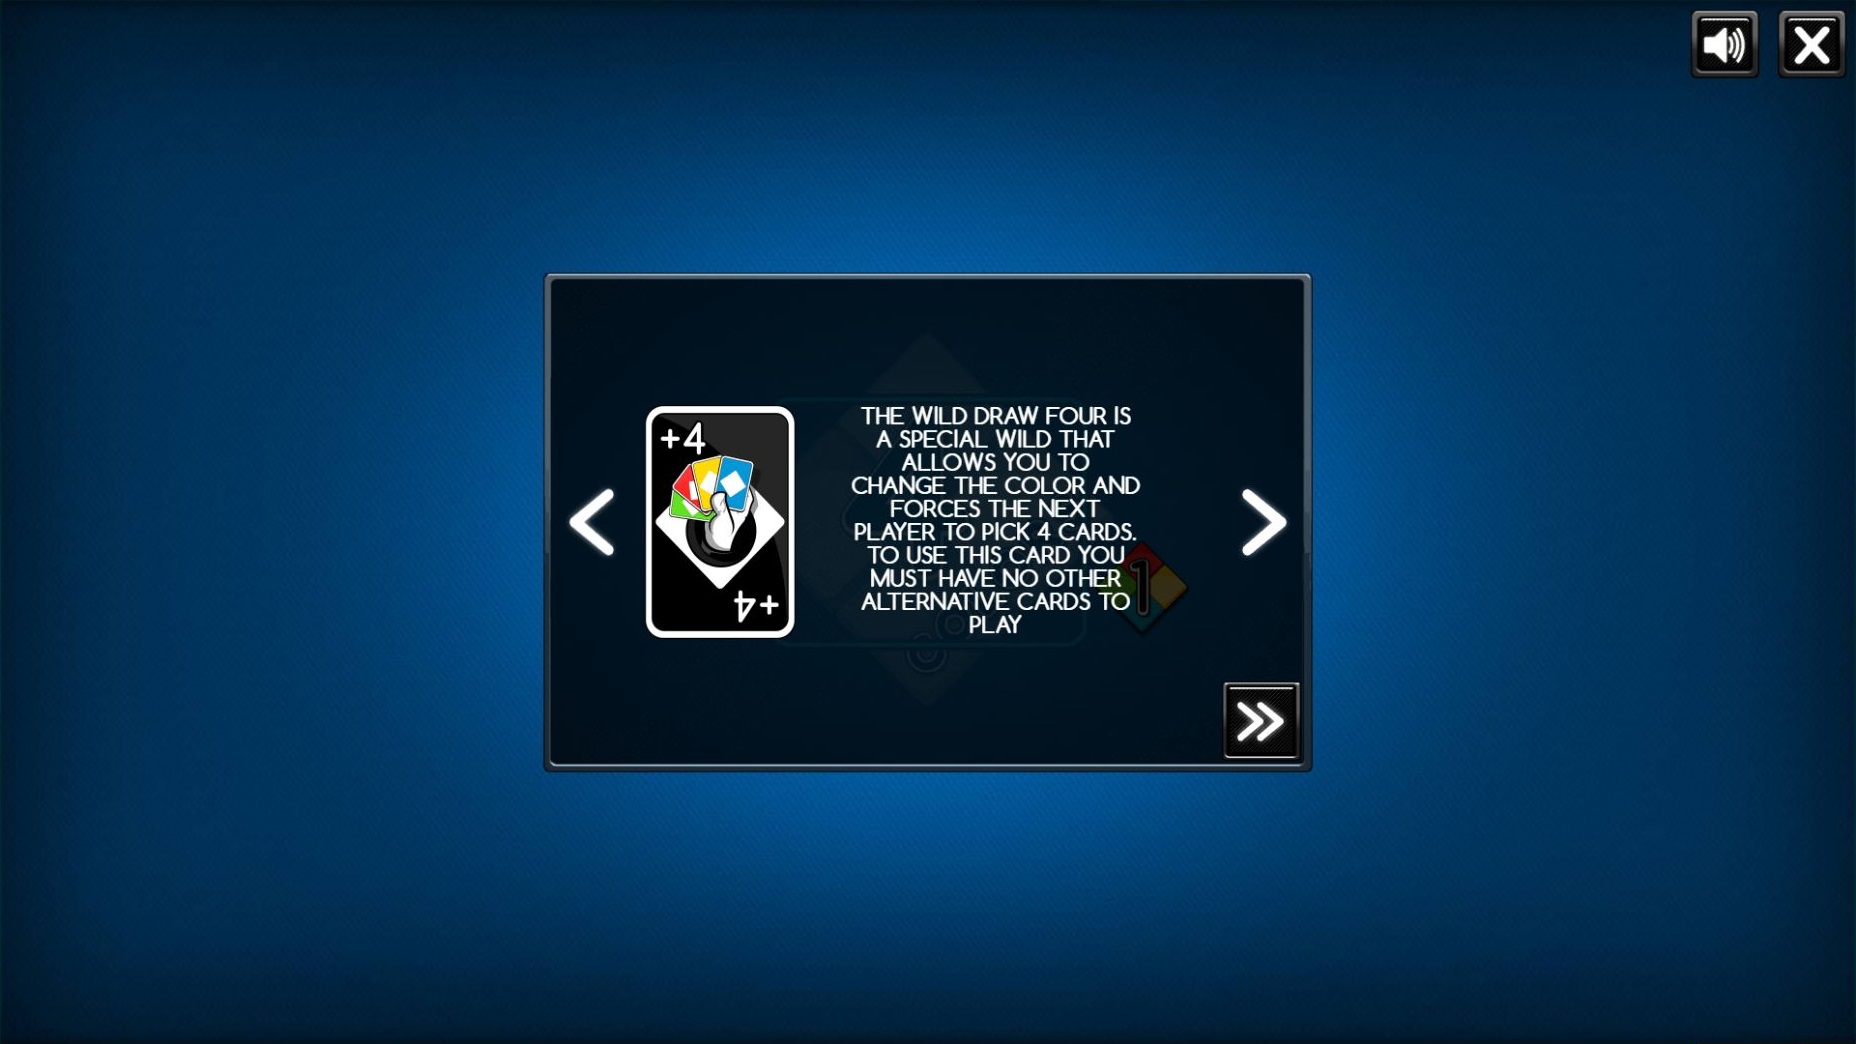 +4
THE WILD DRAW FOUR IS
A SPECIAL WILD THAT
ALLOWS YOU TO
CHANGE THE COLOR AND
FORCES THE NEXT
PLAYER TO PICK 4 CARDS.
TO USE THIS CARD YOU
MUST HAVE NO OTHER
ALTERNATIVE CARDS TO
PLAY
1
+4